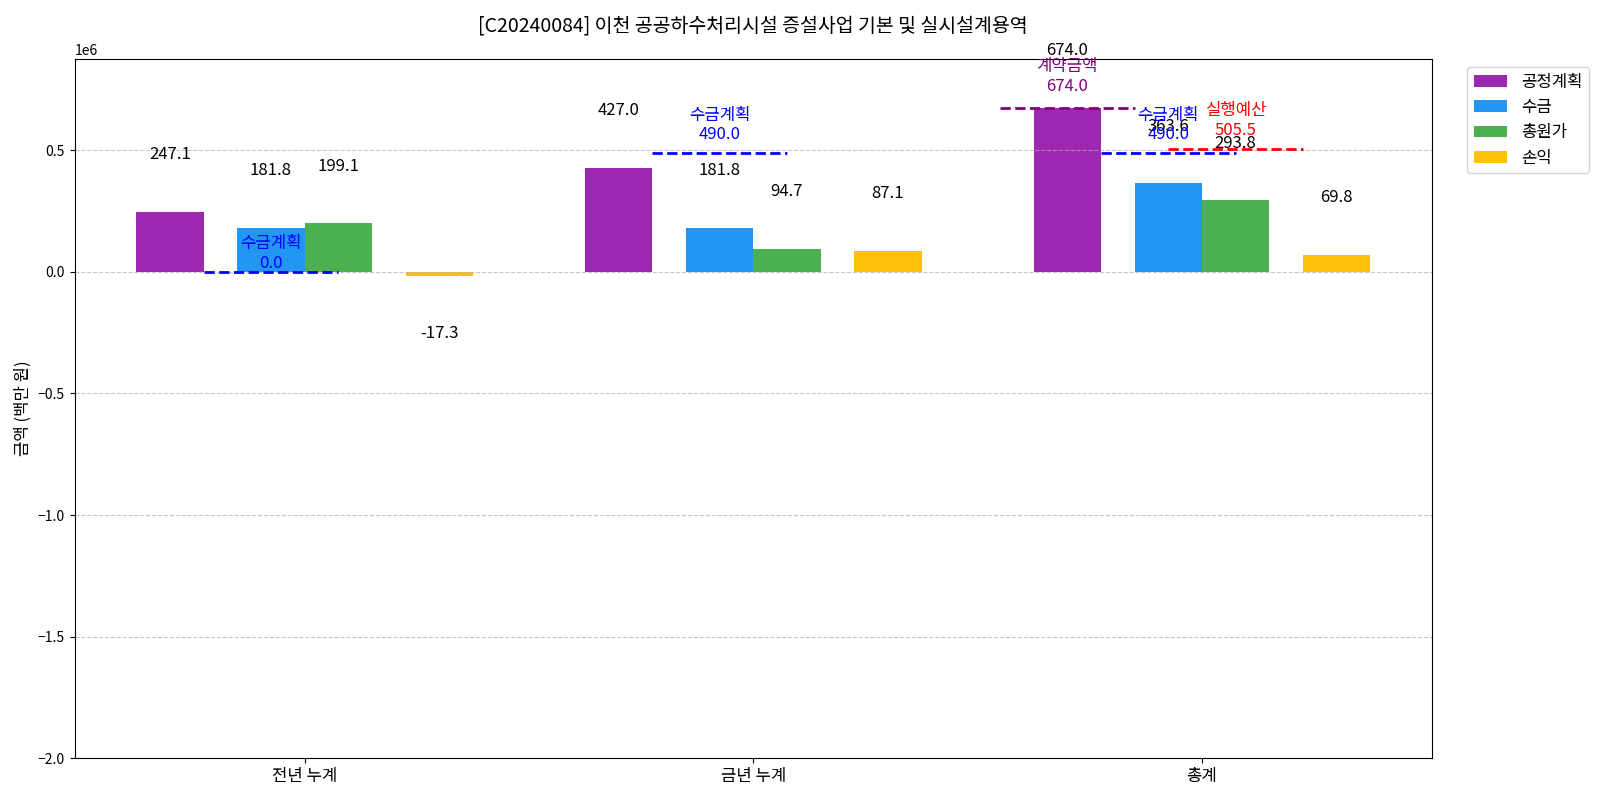 [C20240084] 이천 공공하수처리시설 증설사업 기본 및 실시설계용역
1e6
공정계획
수금
총원가
손익
금액 (백만 원)
0.5
0.0
−0.5
−1.0
−1.5
−2.0
247.1
181.8
199.1
수금계획
0.0
-17.3
427.0
수금계획
490.0
181.8
94.7
87.1
674.0
계약금액
674.0
수금계획
490.0
363.6
실행예산
505.5
293.8
69.8
전년 누계
금년 누계
총계